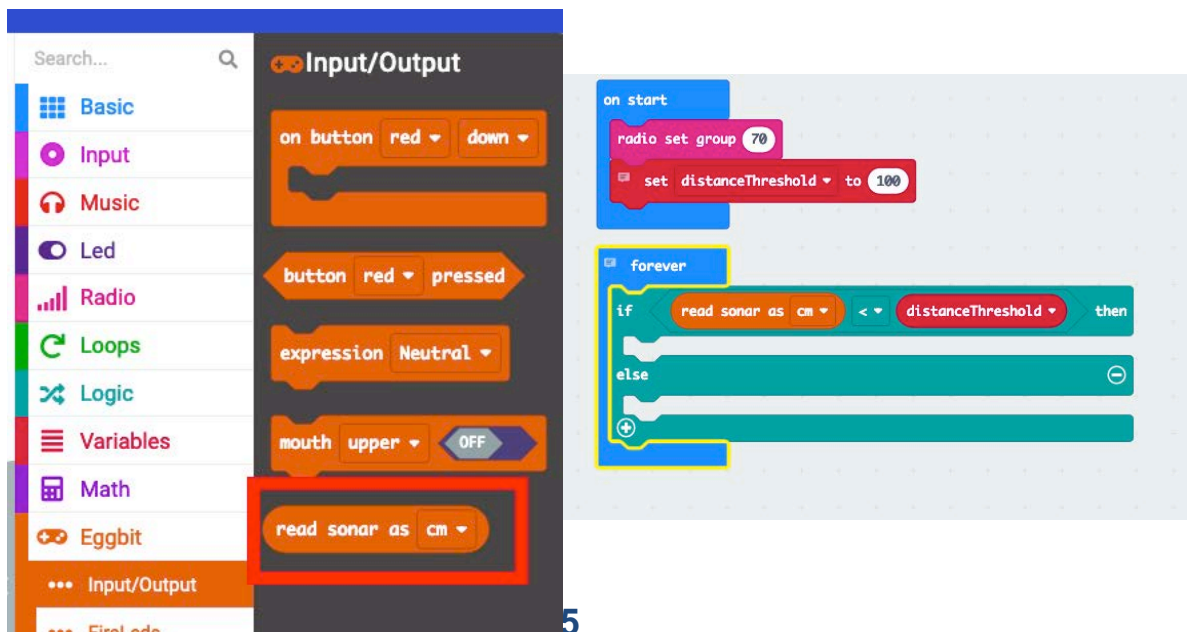 Search...
Basic
Input
Music
Led
Radio
Loops
Logic
Variables
Math
Eggbit
Input/Output
Input/Output
on button red down
button red pressed
expression Neutral
mouth upper OFF
read sonar as cm
on start
radio set group 70
set distanceThreshold to 100
forever
if read sonar as cm < distanceThreshold then
else
5